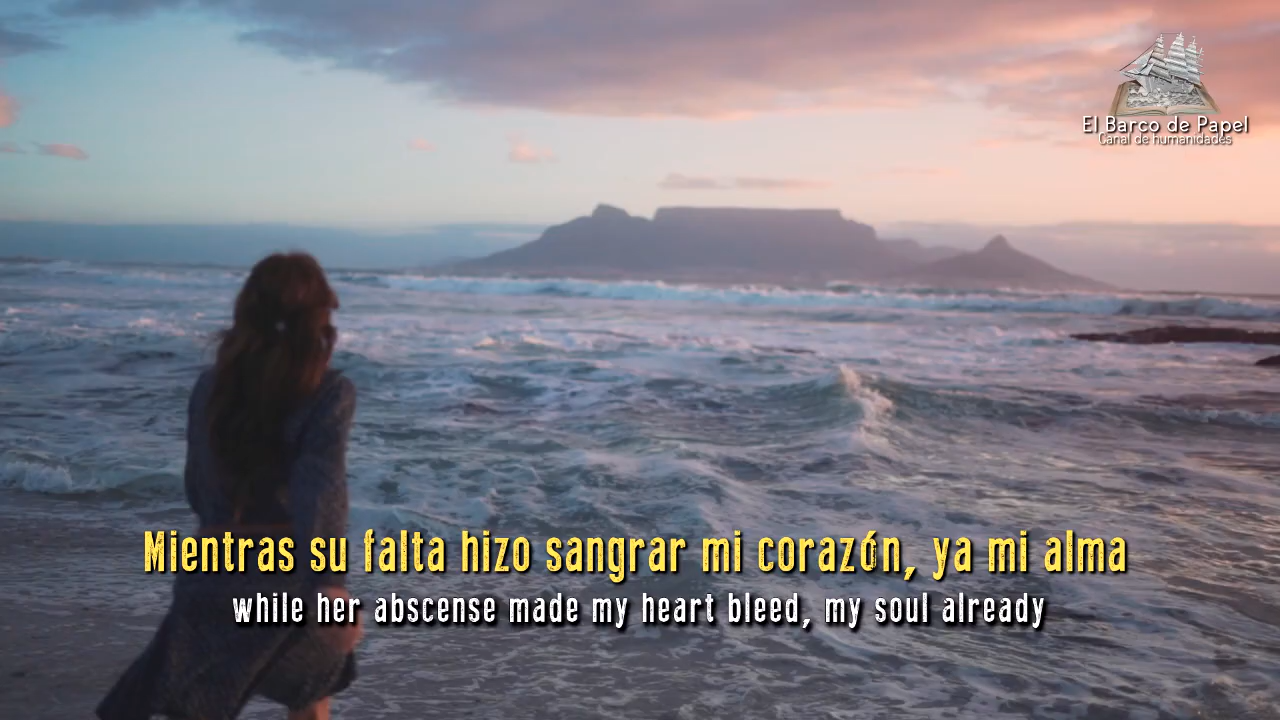 El Barco de Papel
Canal de humanidades
Mientras su falta hizo sangrar mi corazón, ya mi alma
while her abscense made my heart bleed, my soul already